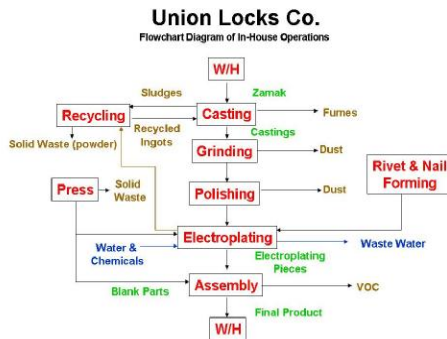 Union Locks Co.
Flowchart Diagram of In-House Operations
W/H
Sludges
Zamak
Recycling
Casting
Fumes
Recycled
Ingots
Castings
Solid Waste (powder)
Grinding
Dust
Press
Solid
Waste
Polishing
Dust
Rivet & Nail
Forming
Water &
Chemicals
Electroplating
Waste Water
Electroplating
Pieces
Blank Parts
Assembly
VOC
Final Product
W/H